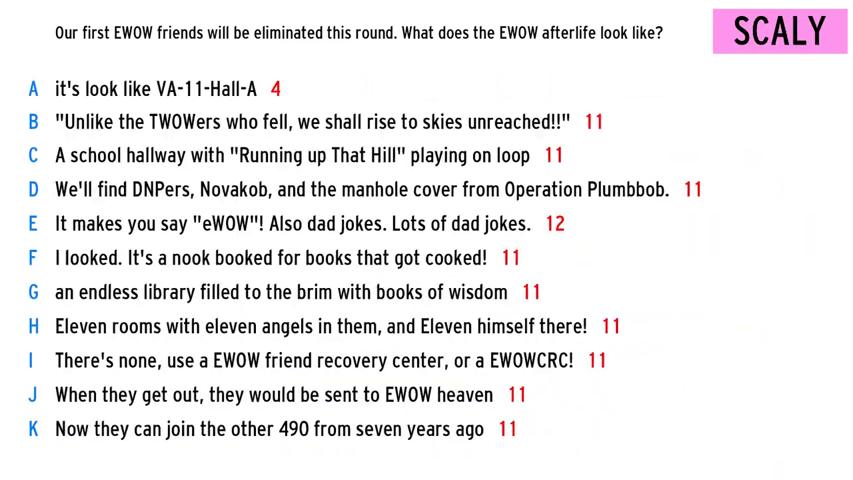 Our first EWOW friends will be eliminated this round. What does the EWOW afterlife look like?
SCALY
A it's look like VA-11-Hall-A 4
B "Unlike the TWOWers who fell, we shall rise to skies unreached!!" 11
C A school hallway with "Running up That Hill" playing on loop 11
D We'll find DNPers, Novakob, and the manhole cover from Operation Plumbbob. 11
E It makes you say "eWOW"! Also dad jokes. Lots of dad jokes. 12
F I looked. It's a nook booked for books that got cooked! 11
G an endless library filled to the brim with books of wisdom 11
H Eleven rooms with eleven angels in them, and Eleven himself there! 11
I There's none, use a EWOW friend recovery center, or a EWOWCRC! 11
J When they get out, they would be sent to EWOW heaven 11
K Now they can join the other 490 from seven years ago 11